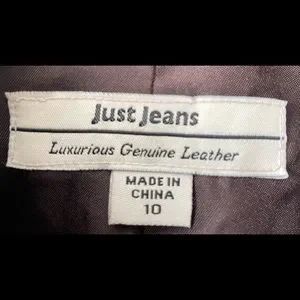 Just Jeans
Luxurious Genuine Leather
MADE IN
CHINA
10